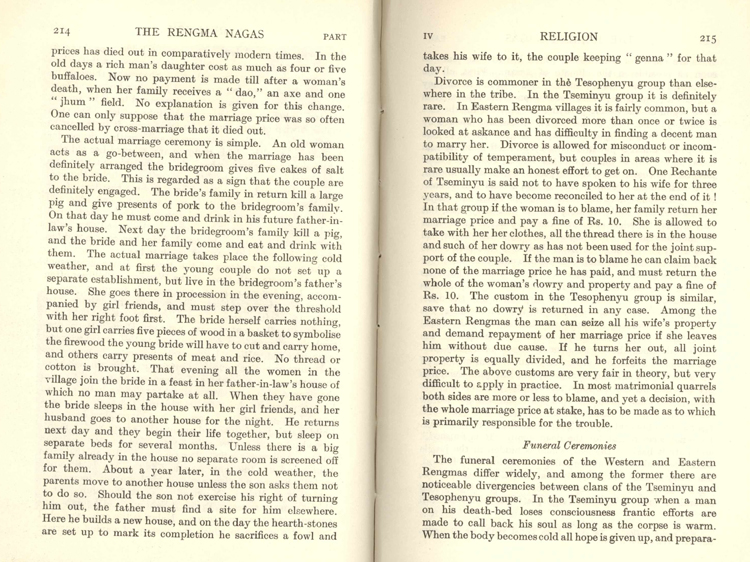 214 THE RENGMA NAGAS PART
prices has died out in comparatively modern times. In the
old days a rich man's daughter cost as much as four or five
buffaloes. Now no payment is made till after a woman's
death, when her family receives a " dao," an axe and one
" jhum " field. No explanation is given for this change.
One can only suppose that the marriage price was so often
cancelled by cross-marriage that it died out.
The actual marriage ceremony is simple. An old woman
acts as a go-between, and when the marriage has been
definitely arranged the bridegroom gives five cakes of salt
to the bride. This is regarded as a sign that the couple are
definitely engaged. The bride's family in return kill a large
pig and give presents of pork to the bridegroom's family.
On that day he must come and drink in his future father-in-
law's house. Next day the bridegroom's family kill a pig,
and the bride and her family come and eat and drink with
them. The actual marriage takes place the following cold
weather, and at first the young couple do not set up a
separate establishment, but live in the bridegroom's father's
house. She goes there in procession in the evening, accom-
panied by girl friends, and must step over the threshold
with her right foot first. The bride herself carries nothing,
but one girl carries five pieces of wood in a basket to symbolise
the firewood the young bride will have to cut and carry home,
and others carry presents of meat and rice. No thread or
cotton is brought. That evening all the women in the
village join the bride in a feast in her father-in-law's house of
which no man may partake at all. When they have gone
the bride sleeps in the house with her girl friends, and her
husband goes to another house for the night. He returns
next day and they begin their life together, but sleep on
separate beds for several months. Unless there is a big
family already in the house no separate room is screened off
for them. About a year later, in the cold weather, the
parents move to another house unless the son asks them not
to do so. Should the son not exercise his right of turning
him out, the father must find a site for him elsewhere.
Here he builds a new house, and on the day the hearth-stones
are set up to mark its completion he sacrifices a fowl and
IV RELIGION 215
takes his wife to it, the couple keeping " genna " for that
day.
Divorce is commoner in the Tesophenyu group than else-
where in the tribe. In the Tseminyu group it is definitely
rare. In Eastern Rengma villages it is fairly common, but a
woman who has been divorced more than once or twice is
looked at askance and has difficulty in finding a decent man
to marry her. Divorce is allowed for misconduct or incom-
patibility of temperament, but couples in areas where it is
rare usually make an honest effort to get on. One Rechante
of Tseminyu is said not to have spoken to his wife for three
years, and to have become reconciled to her at the end of it !
In that group if the woman is to blame, her family return her
marriage price and pay a fine of Rs. 10. She is allowed to
take with her her clothes, all the thread there is in the house
and such of her dowry as has not been used for the joint sup-
port of the couple. If the man is to blame he can claim back
none of the marriage price he has paid, and must return the
whole of the woman's dowry and property and pay a fine of
Rs. 10. The custom in the Tesophenyu group is similar,
save that no dowry is returned in any case. Among the
Eastern Rengmas the man can seize all his wife's property
and demand repayment of her marriage price if she leaves
him without due cause. If he turns her out, all joint
property is equally divided, and he forfeits the marriage
price. The above customs are very fair in theory, but very
difficult to apply in practice. In most matrimonial quarrels
both sides are more or less to blame, and yet a decision, with
the whole marriage price at stake, has to be made as to which
is primarily responsible for the trouble.
Funeral Ceremonies
The funeral ceremonies of the Western and Eastern
Rengmas differ widely, and among the former there are
noticeable divergencies between clans of the Tseminyu and
Tesophenyu groups. In the Tseminyu group when a man
on his death-bed loses consciousness frantic efforts are
made to call back his soul as long as the corpse is warm.
When the body becomes cold all hope is given up, and prepara-